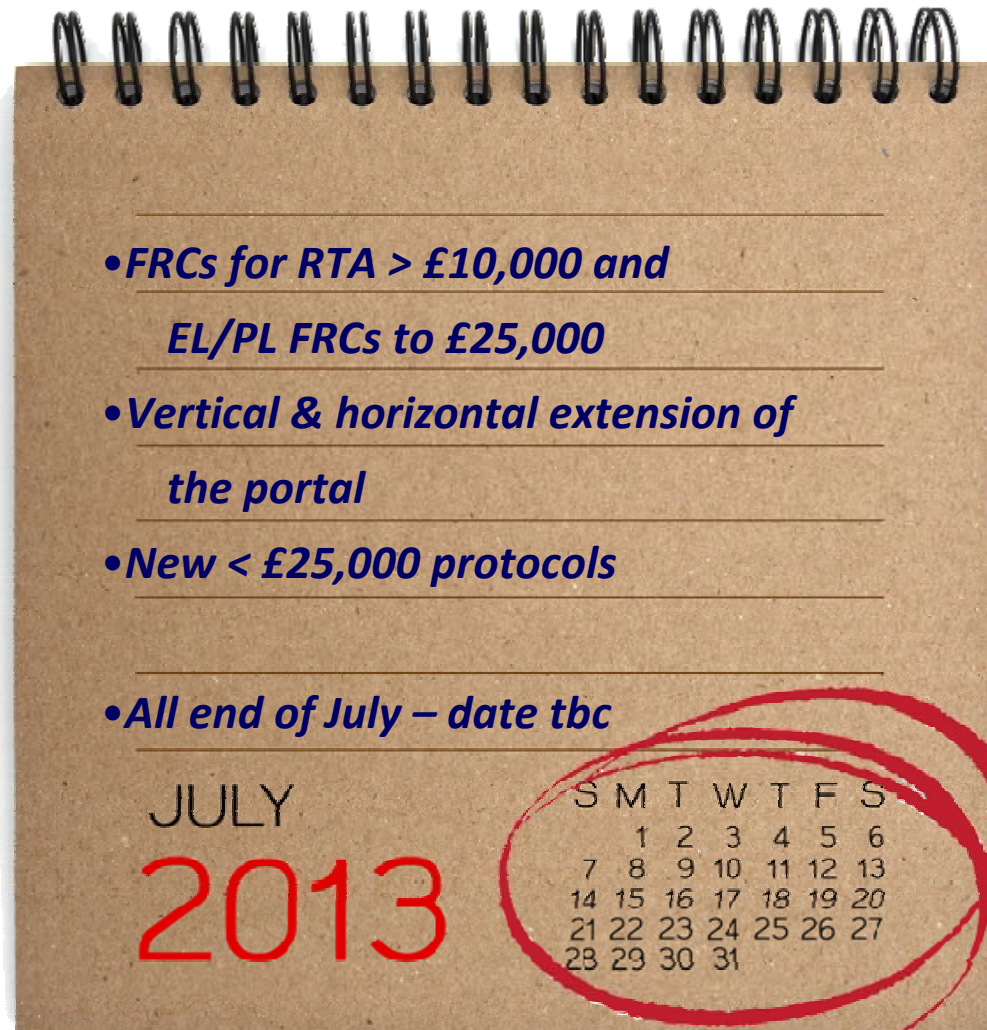 •FRCs for RTA > £10,000 and
EL/PL FRCs to £25,000
•Vertical & horizontal extension of
the portal
•New < £25,000 protocols
•All end of July – date tbc
JULY
2013
S M T W T F S
1 2 3 4 5 6
7 8 9 10 11 12 13
14 15 16 17 18 19 20
21 22 23 24 25 26 27
28 29 30 31